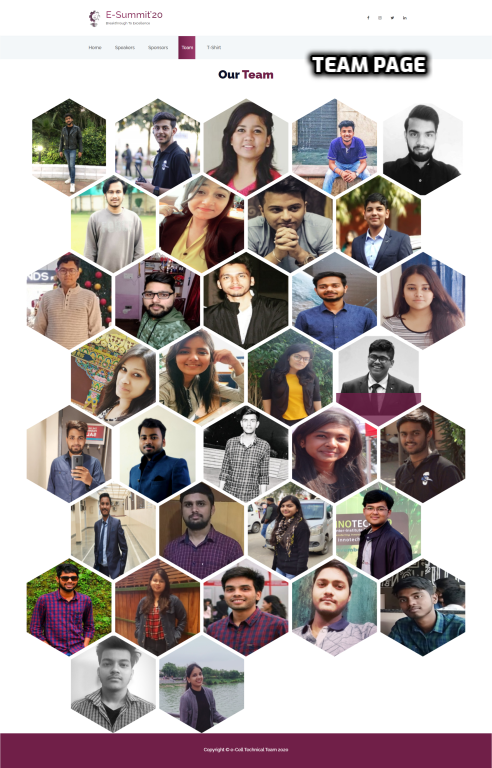 E-Summit'20
Breakthrough To Excellence
Home Speakers Sponsors Team T-Shirt
TEAM PAGE
Our Team
INOTEC
Copyright © e-Cell Technical Team 2020